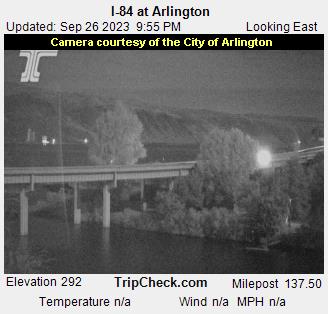 I-84 at Arlington
Updated: Sep 26 2023 9:55 PM Looking East
Camera courtesy of the City of Arlington
Elevation 292 TripCheck.com Milepost 137.50
Temperature n/a Wind n/a MPH n/a